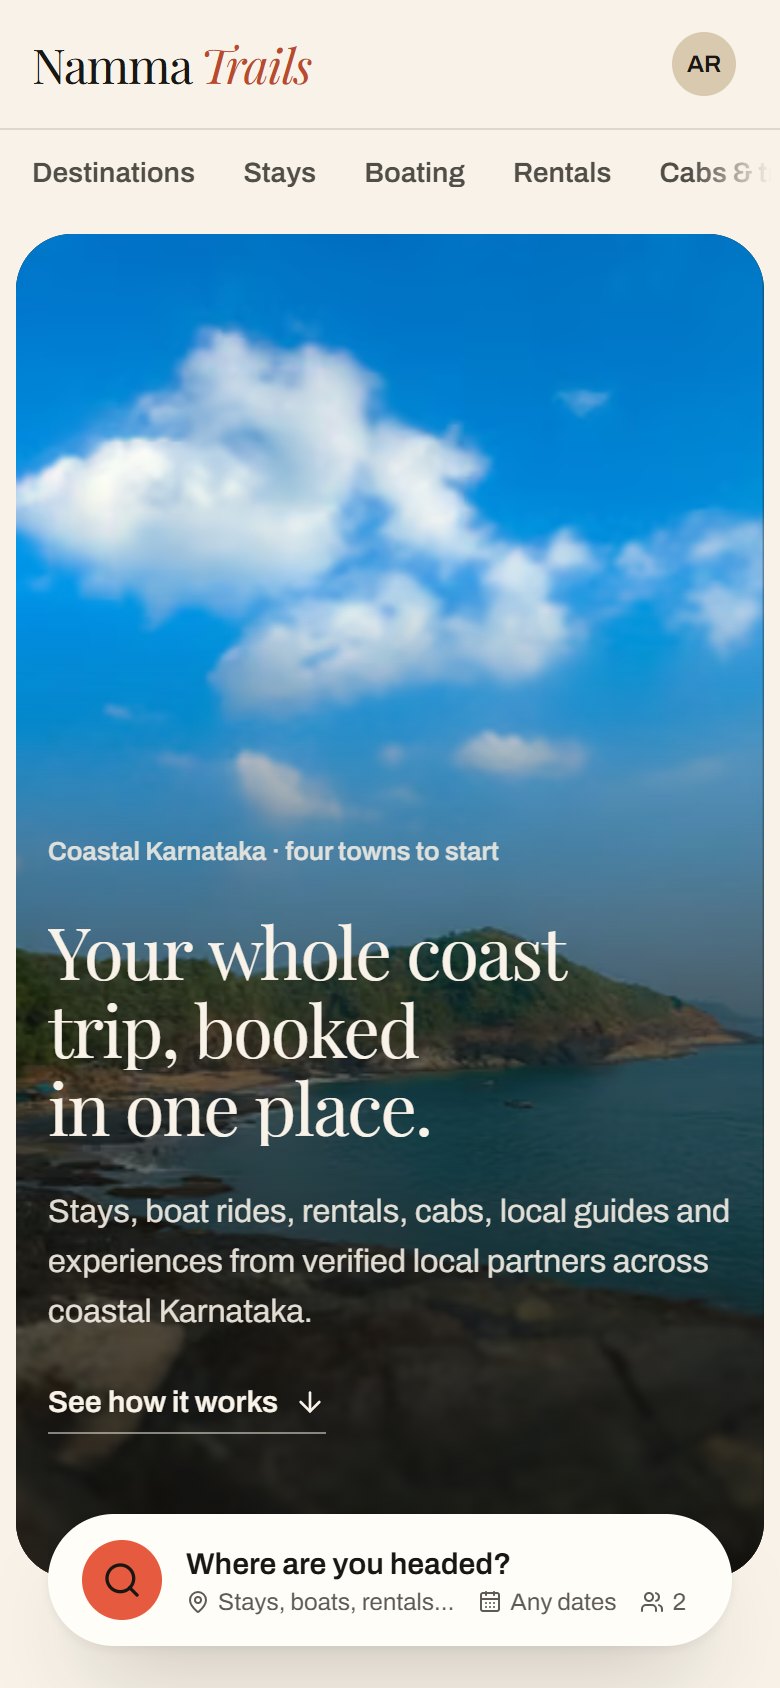 Namma Trails
AR
Destinations Stays Boating Rentals Cabs &
Coastal Karnataka · four towns to start
Your whole coast
trip, booked
in one place.
Stays, boat rides, rentals, cabs, local guides and
experiences from verified local partners across
coastal Karnataka.
See how it works
Where are you headed?
Stays, boats, rentals... Any dates 2